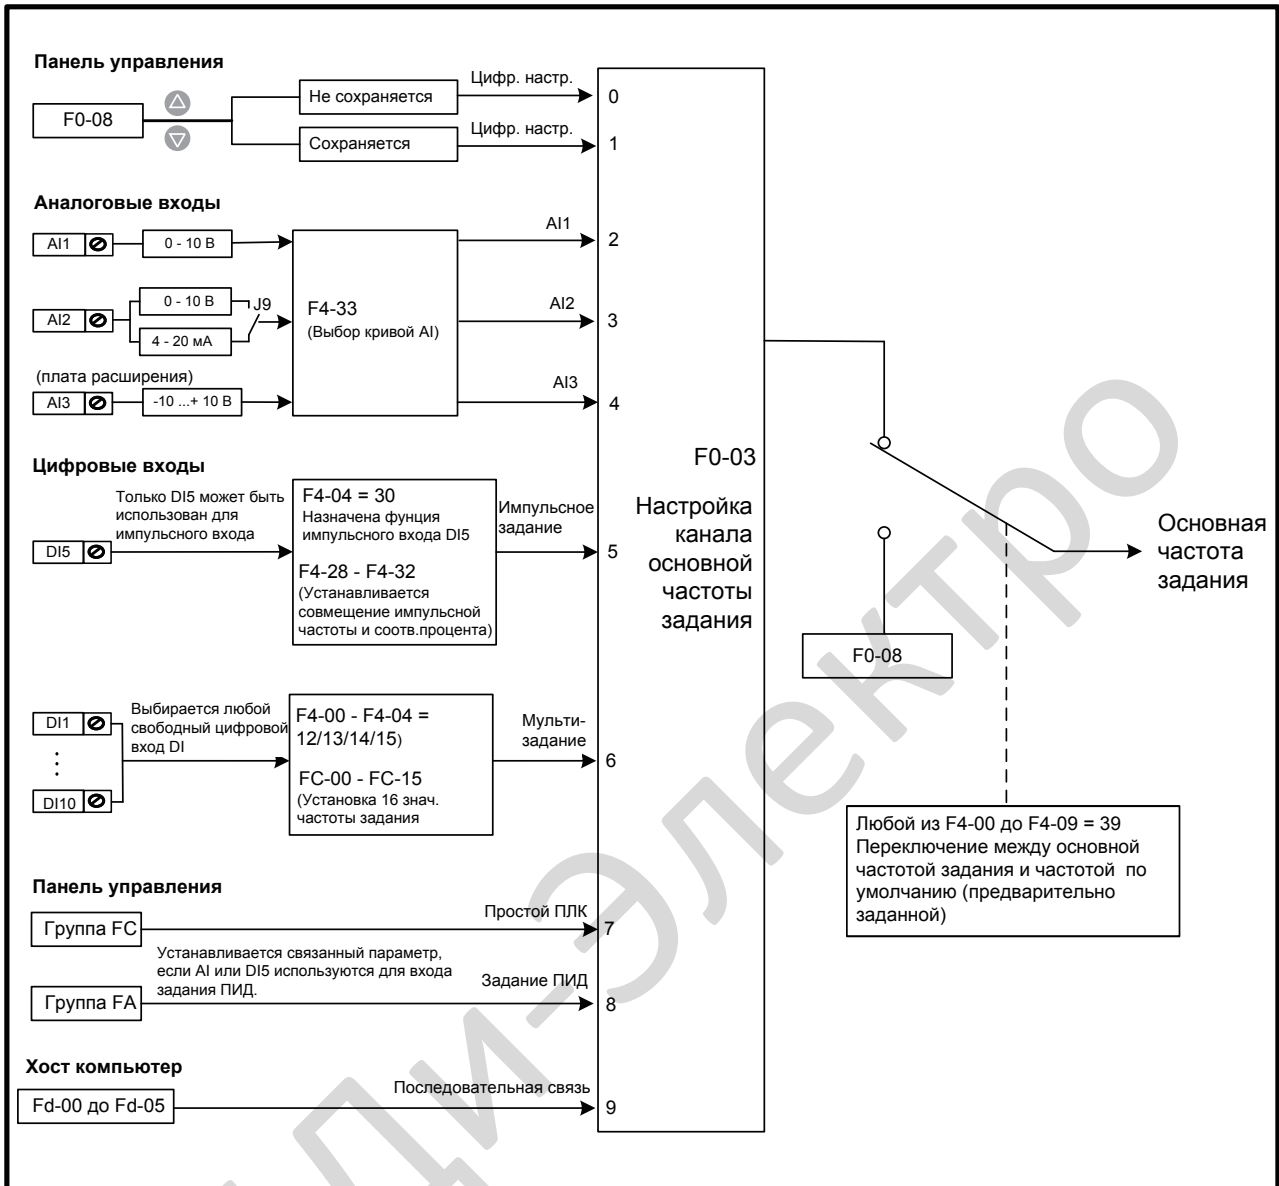 Панель управления
F0-08
Не сохраняется
Цифр. настр.
0
Сохраняется
Цифр. настр.
1
Аналоговые входы
AI1
0 - 10 В
AI1
2
AI2
0 - 10 В
4 - 20 мА
J9
F4-33
(Выбор кривой AI)
AI2
3
(плата расширения)
AI3
-10 ...+ 10 В
AI3
4
F0-03
Настройка
канала
основной
частоты
задания
Цифровые входы
Только DI5 может быть
использован для
импульсного входа
DI5
F4-04 = 30
Назначена фунция
импульсного входа DI5
F4-28 - F4-32
(Устанавливается
совмещение импульсной
частоты и соотв.процента)
Импульсное
задание
5
Основная
частота
задания
F0-08
DI1
DI10
Выбирается любой
свободный цифровой
вход DI
F4-00 - F4-04 =
12/13/14/15)
FC-00 - FC-15
(Установка 16 знач.
частоты задания
Мульти-
задание
6
Любой из F4-00 до F4-09 = 39
Переключение между основной
частотой задания и частотой по
умолчанию (предварительно
заданной)
Панель управления
Группа FC
Простой ПЛК
7
Устанавливается связанный параметр,
если AI или DI5 используются для входа
задания ПИД.
Группа FA
Задание ПИД
8
Хост компьютер
Fd-00 до Fd-05
Последовательная связь
9
ди-Электро